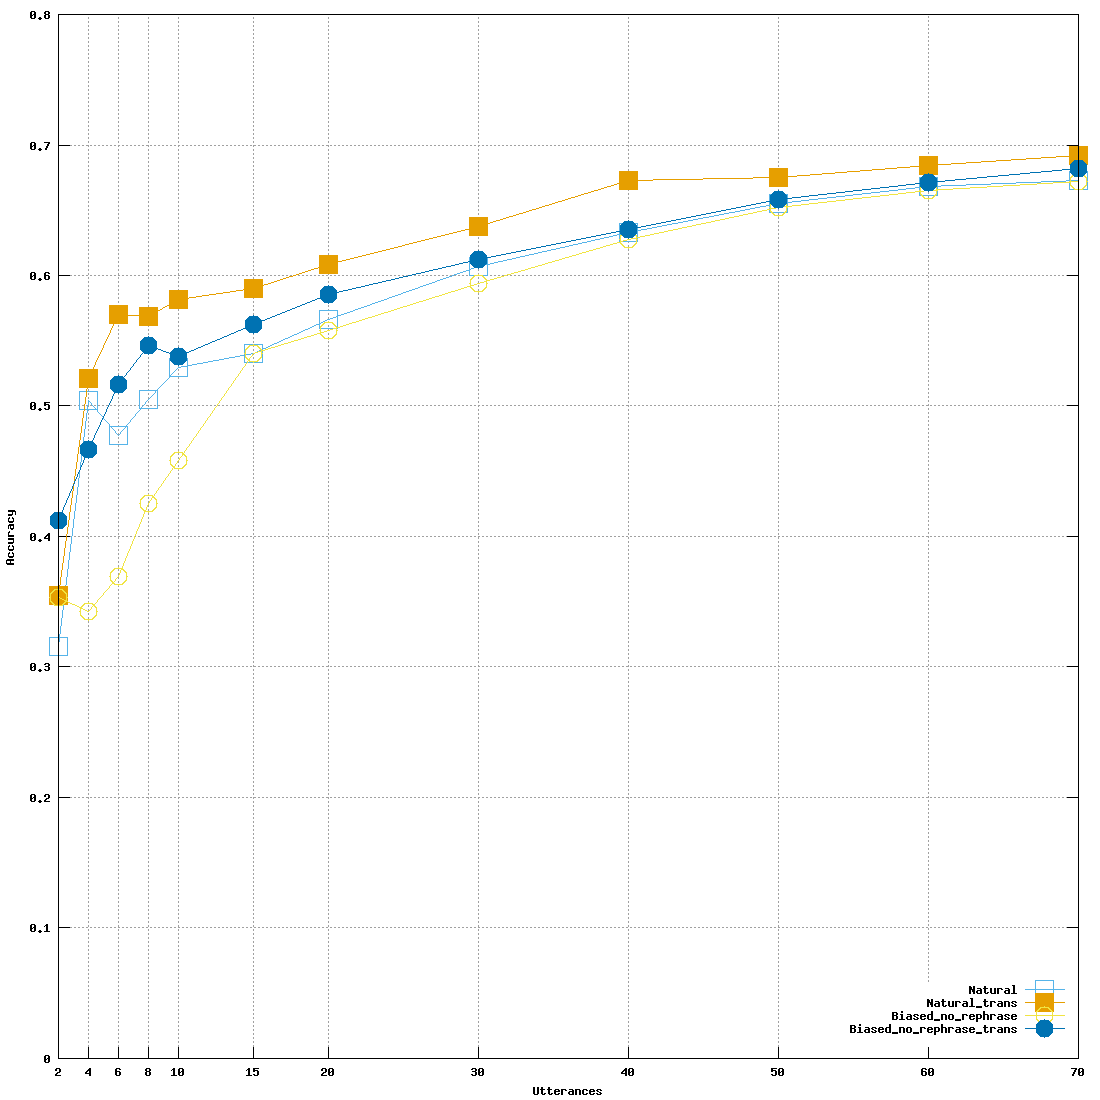 0.8
0.7
0.6
0.5
0.4
0.3
0.2
0.1
0
Accuracy
2 4 6 8 10 15 20 30 40 50 60 70
Utterances
Natural
Natural_trans
Biased_no_rephrase
Biased_no_rephrase_trans